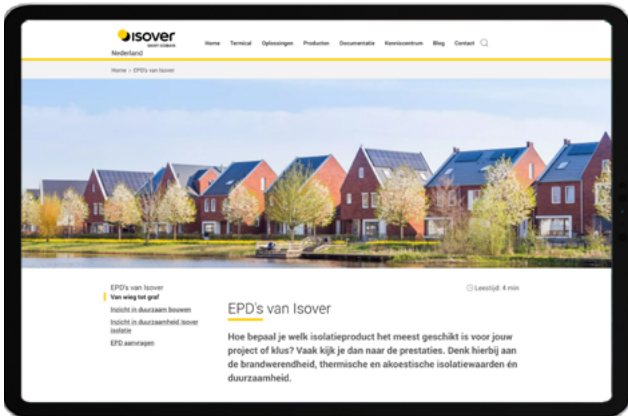 isover
SAINT-GOBAIN
Nederland
Home Termical Oplossingen Producten Documentatie Kenniscentrum Blog Contact
Home > EPD's van Isover
EPD's van Isover
Van wieg tot graf
Inzicht in duurzaam bouwen
Inzicht in duurzaamheid Isover
isolatie
EPD aanvragen
Leestijd: 4 min
EPD's van Isover
Hoe bepaal je welk isolatieproduct het meest geschikt is voor jouw
project of klus? Vaak kijk je dan naar de prestaties. Denk hierbij aan
de brandwerendheid, thermische en akoestische isolatiewaarden én
duurzaamheid.